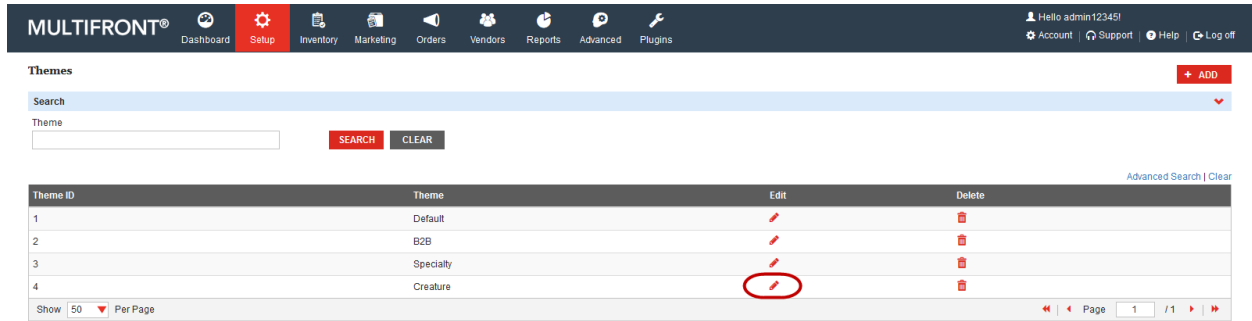 MULTIFRONT®
Dashboard Setup Inventory Marketing Orders Vendors Reports Advanced Plugins
Hello admin12345!
Account | Support | Help | Log off
Themes
+ ADD
Search
Theme
SEARCH CLEAR
Advanced Search | Clear
Theme ID Theme Edit Delete
1 Default
2 B2B
3 Specialty
4 Creature
Show 50 Per Page Page 1 / 1